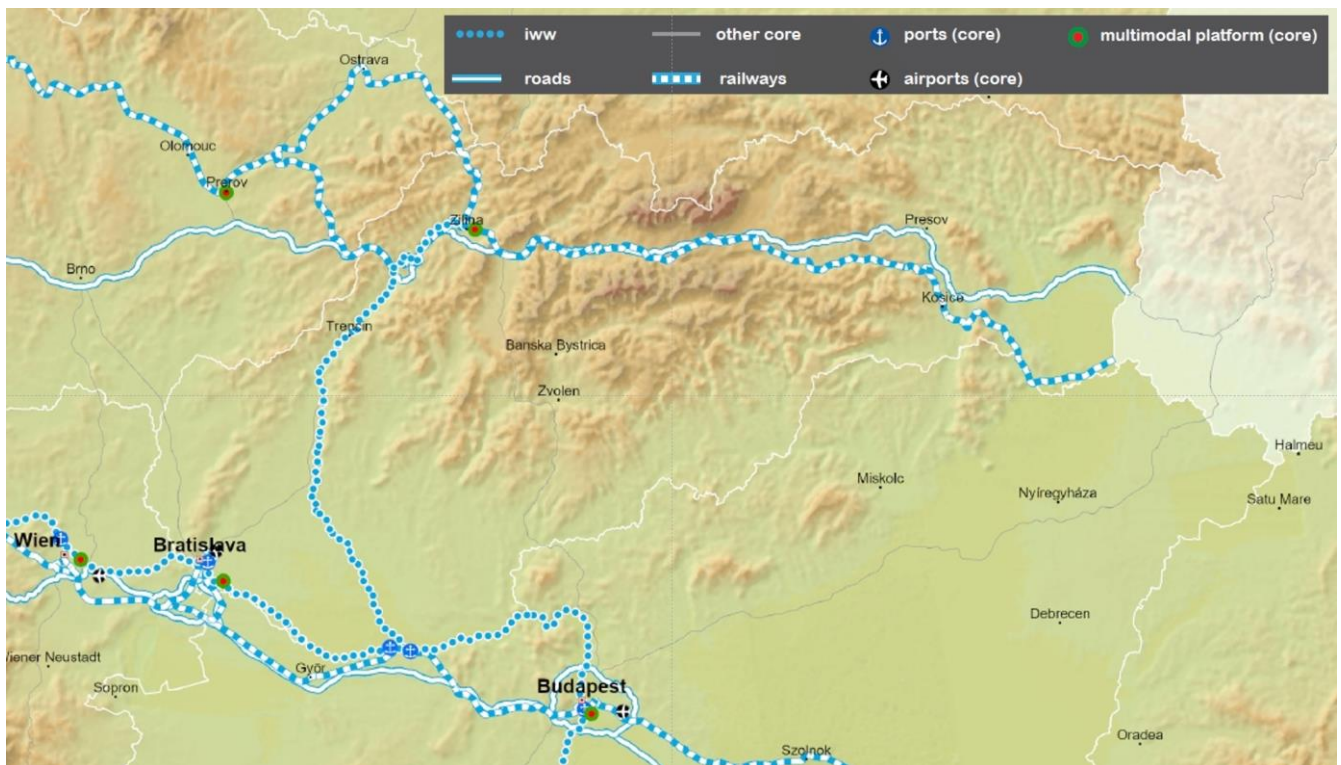 iww
other core
ports (core)
multimodal platform (core)
roads
railways
airports (core)
Ostrava
Olomouc
Prerov
Zilina
Presov
Brno
Kosice
Trencin
Banska Bystrica
Zvolen
Halmeu
Miskolc
Nyíregyháza
Satu Mare
Wien
Bratislava
Debrecen
Wiener Neustadt
Györ
Sopron
Budapest
Oradea
Szolnok